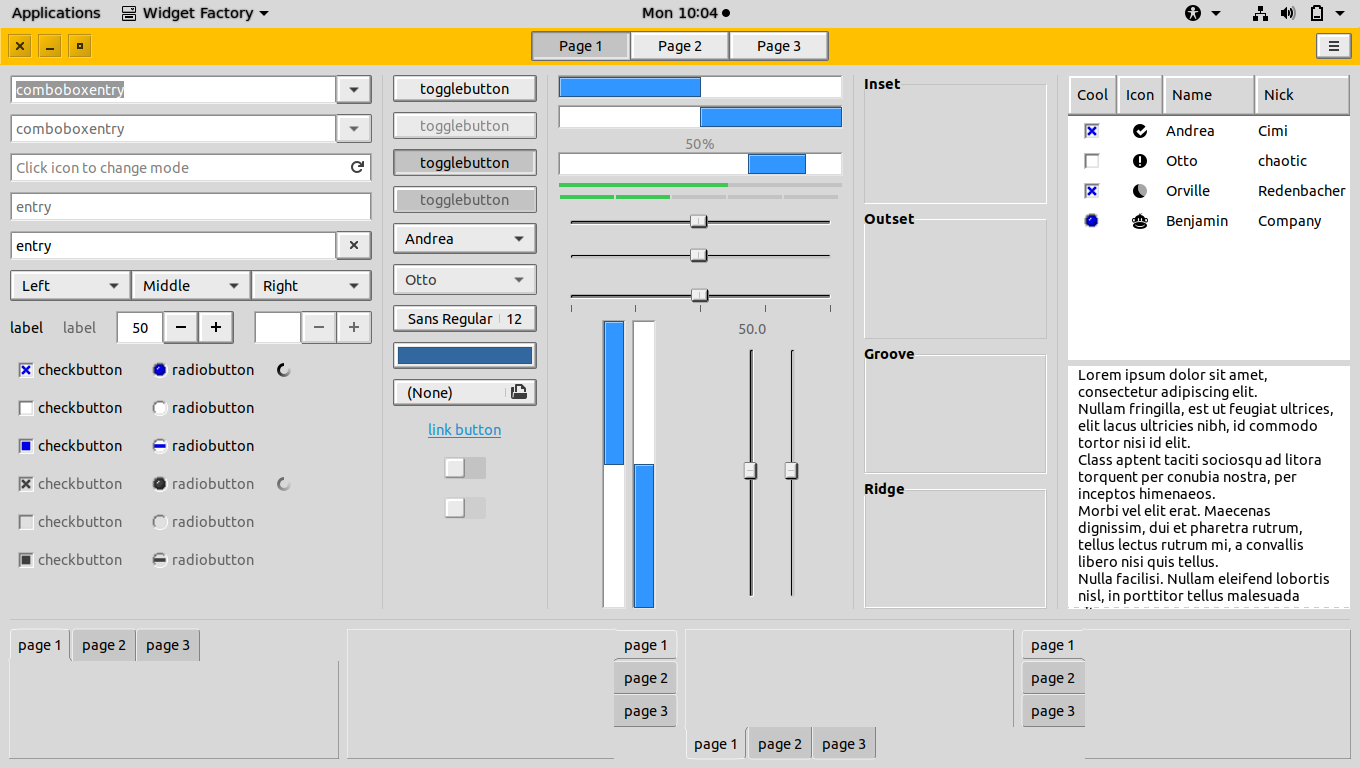 Applications Widget Factory Mon 10:04
Page 1 Page 2 Page 3
comboboxentry
comboboxentry
Click icon to change mode
entry
entry
Left Middle Right
label label 50
checkbutton radiobutton
checkbutton radiobutton
checkbutton radiobutton
checkbutton radiobutton
checkbutton radiobutton
checkbutton radiobutton
togglebutton
togglebutton
togglebutton
togglebutton
Andrea
Otto
Sans Regular 12
(None)
link button
50%
50.0
Inset
Outset
Groove
Ridge
Cool Icon Name Nick
Andrea Cimi
Otto chaotic
Orville Redenbacher
Benjamin Company
Lorem ipsum dolor sit amet,
consectetur adipiscing elit.
Nullam fringilla, est ut feugiat ultrices,
elit lacus ultricies nibh, id commodo
tortor nisi id elit.
Class aptent taciti sociosqu ad litora
torquent per conubia nostra, per
inceptos himenaeos.
Morbi vel elit erat. Maecenas
dignissim, dui et pharetra rutrum,
tellus lectus rutrum mi, a convallis
libero nisi quis tellus.
Nulla facilisi. Nullam eleifend lobortis
nisl, in porttitor tellus malesuada
page 1 page 2 page 3
page 1
page 2
page 3
page 1 page 2 page 3
page 1
page 2
page 3